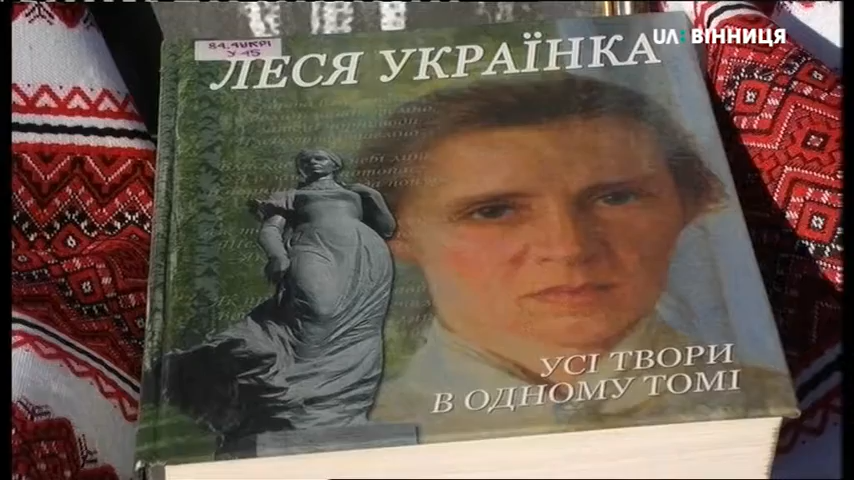 UA: ВІННИЦЯ
84.4УКР1
У-45
ЛЕСЯ УКРАЇНКА
УСІ ТВОРИ
В ОДНОМУ ТОМІ